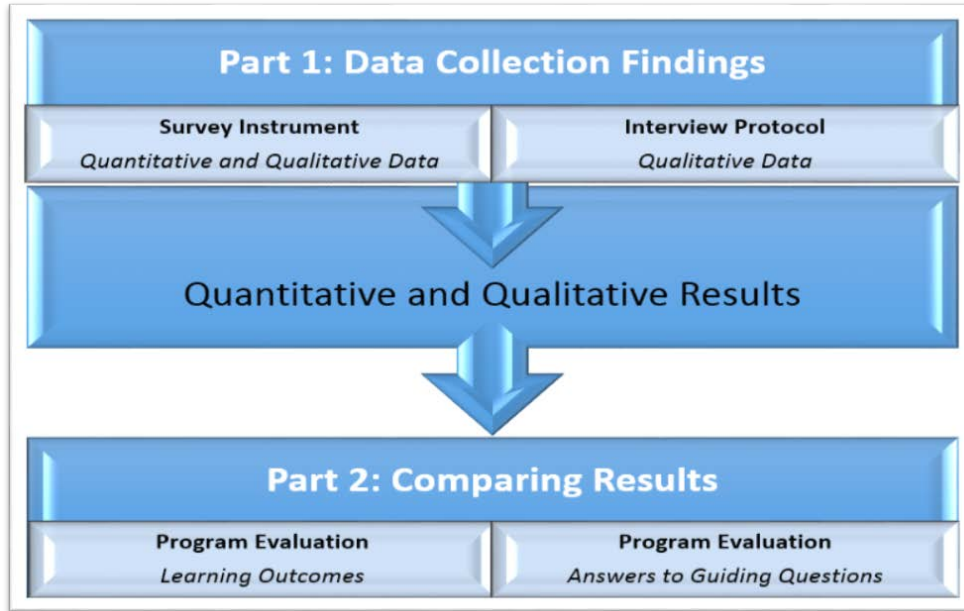 Part 1: Data Collection Findings
Survey Instrument
Quantitative and Qualitative Data
Interview Protocol
Qualitative Data
Quantitative and Qualitative Results
Part 2: Comparing Results
Program Evaluation
Learning Outcomes
Program Evaluation
Answers to Guiding Questions